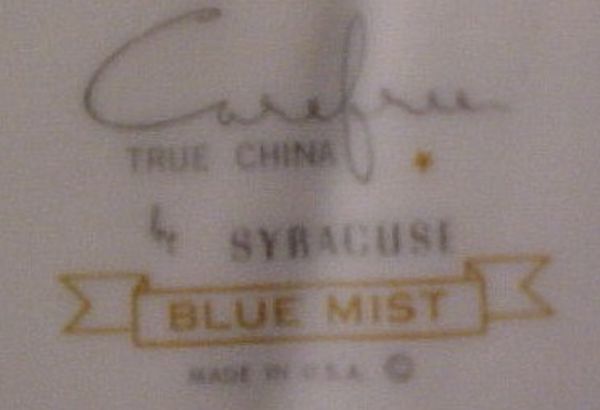 Carefree
TRUE CHINA
by SYRACUSE
BLUE MIST
MADE IN U.S.A. ©